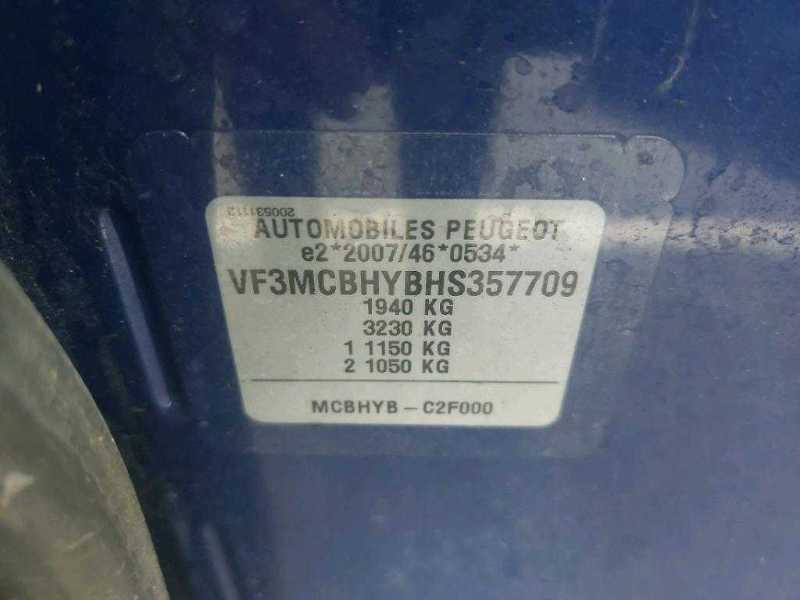 200531112
AUTOMOBILES PEUGEOT
e2*2007/46*0534*
VF3MCBHYBHS357709
1940 KG
3230 KG
1 1150 KG
2 1050 KG
MCBHYB - C2F000